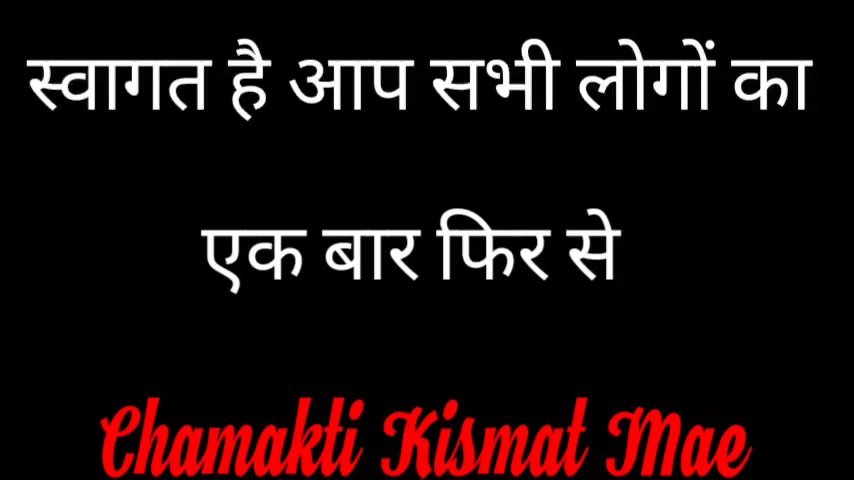 स्वागत है आप सभी लोगों का
एक बार फिर से
Chamakti Kismat Mae